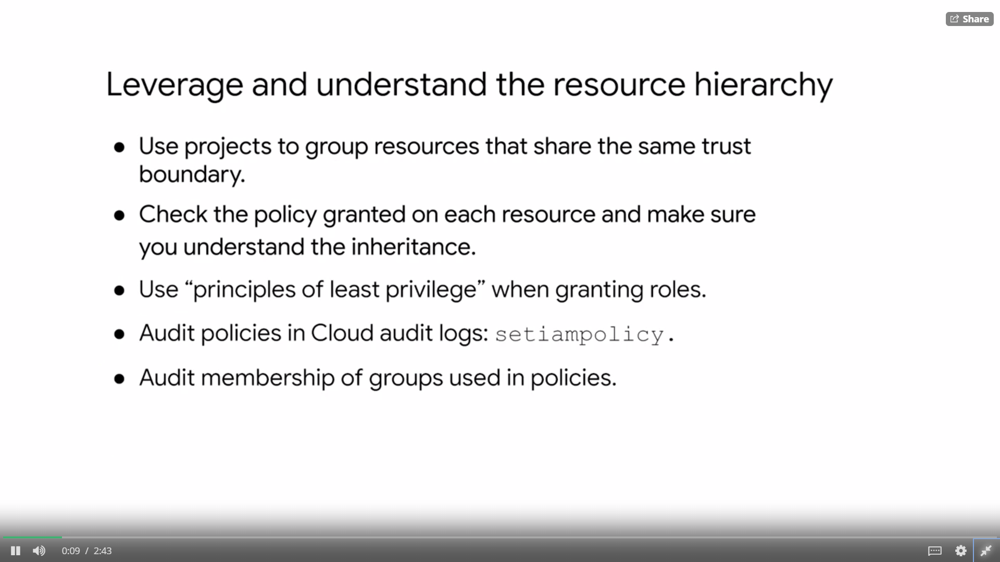 Share
Leverage and understand the resource hierarchy
● Use projects to group resources that share the same trust
boundary.
● Check the policy granted on each resource and make sure
you understand the inheritance.
● Use “principles of least privilege” when granting roles.
● Audit policies in Cloud audit logs: setiampolicy.
● Audit membership of groups used in policies.
0:09 / 2:43